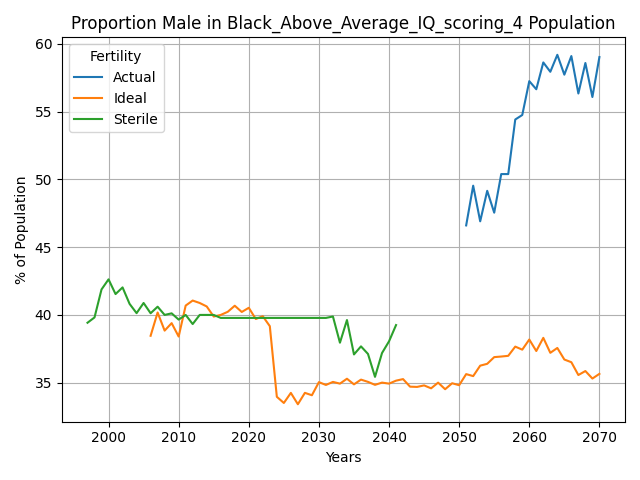 Proportion Male in Black_Above_Average_IQ_scoring_4 Population
Fertility
Actual
Ideal
Sterile
% of Population
60
55
50
45
40
35
2000
2010
2020
2030
2040
2050
2060
2070
Years